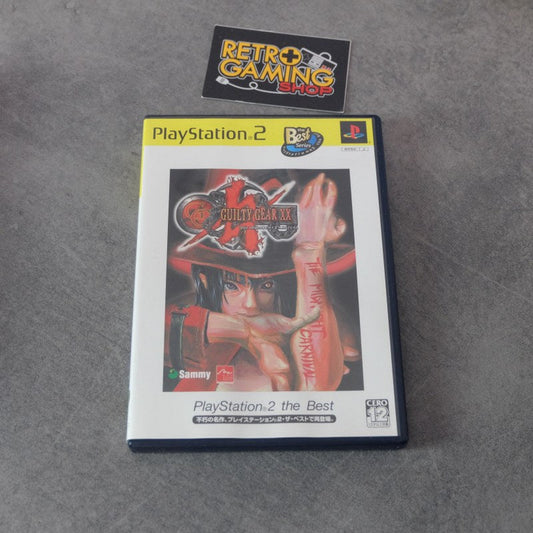 RETRO
GAMING
SHOP
PlayStation®2
the
Best
Series
GUILTY GEAR XX
THE MIDNIGHT
CARNIVAL
Sammy
PlayStation®2 the Best
不朽の名作、プレイステーション®2・ザ・ベストで再登場。
CERO
12